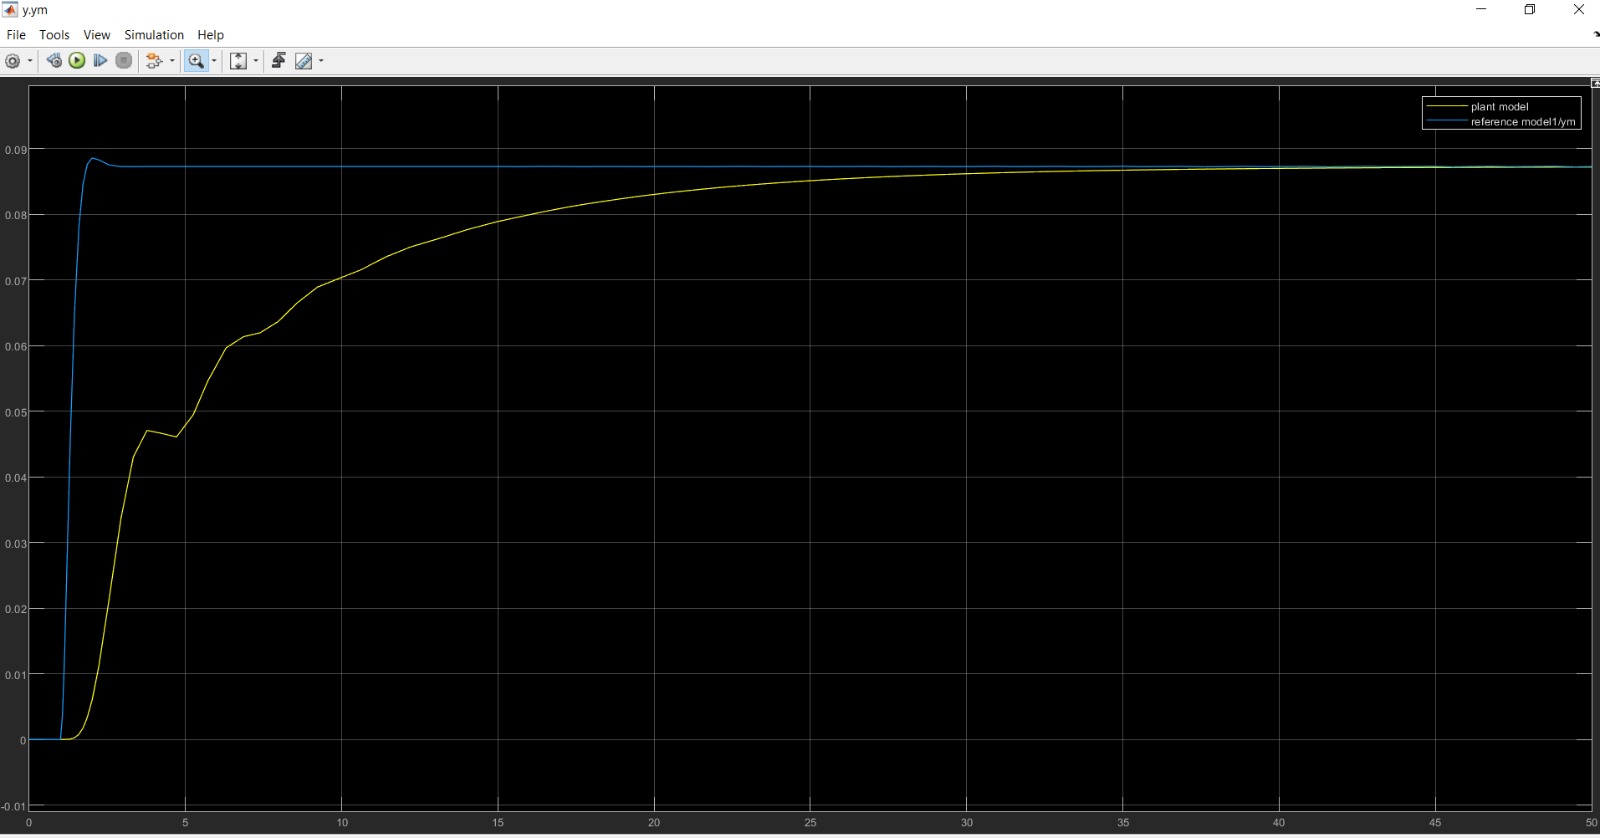 y.ym
File Tools View Simulation Help
plant model
reference model1/ym
0.09
0.08
0.07
0.06
0.05
0.04
0.03
0.02
0.01
0
-0.01
0 5 10 15 20 25 30 35 40 45 50